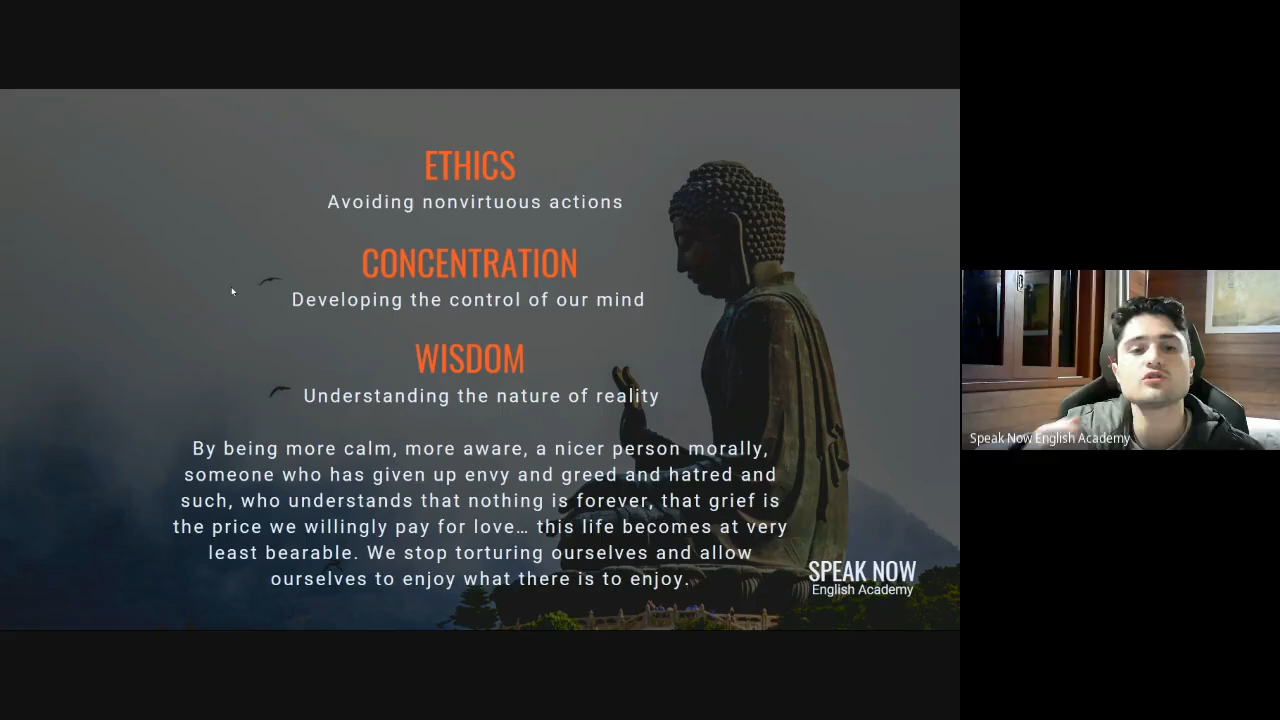 ETHICS
Avoiding nonvirtuous actions
CONCENTRATION
Developing the control of our mind
WISDOM
Understanding the nature of reality
By being more calm, more aware, a nicer person morally,
someone who has given up envy and greed and hatred and
such, who understands that nothing is forever, that grief is
the price we willingly pay for love… this life becomes at very
least bearable. We stop torturing ourselves and allow
ourselves to enjoy what there is to enjoy.
SPEAK NOW
English Academy
Speak Now English Academy